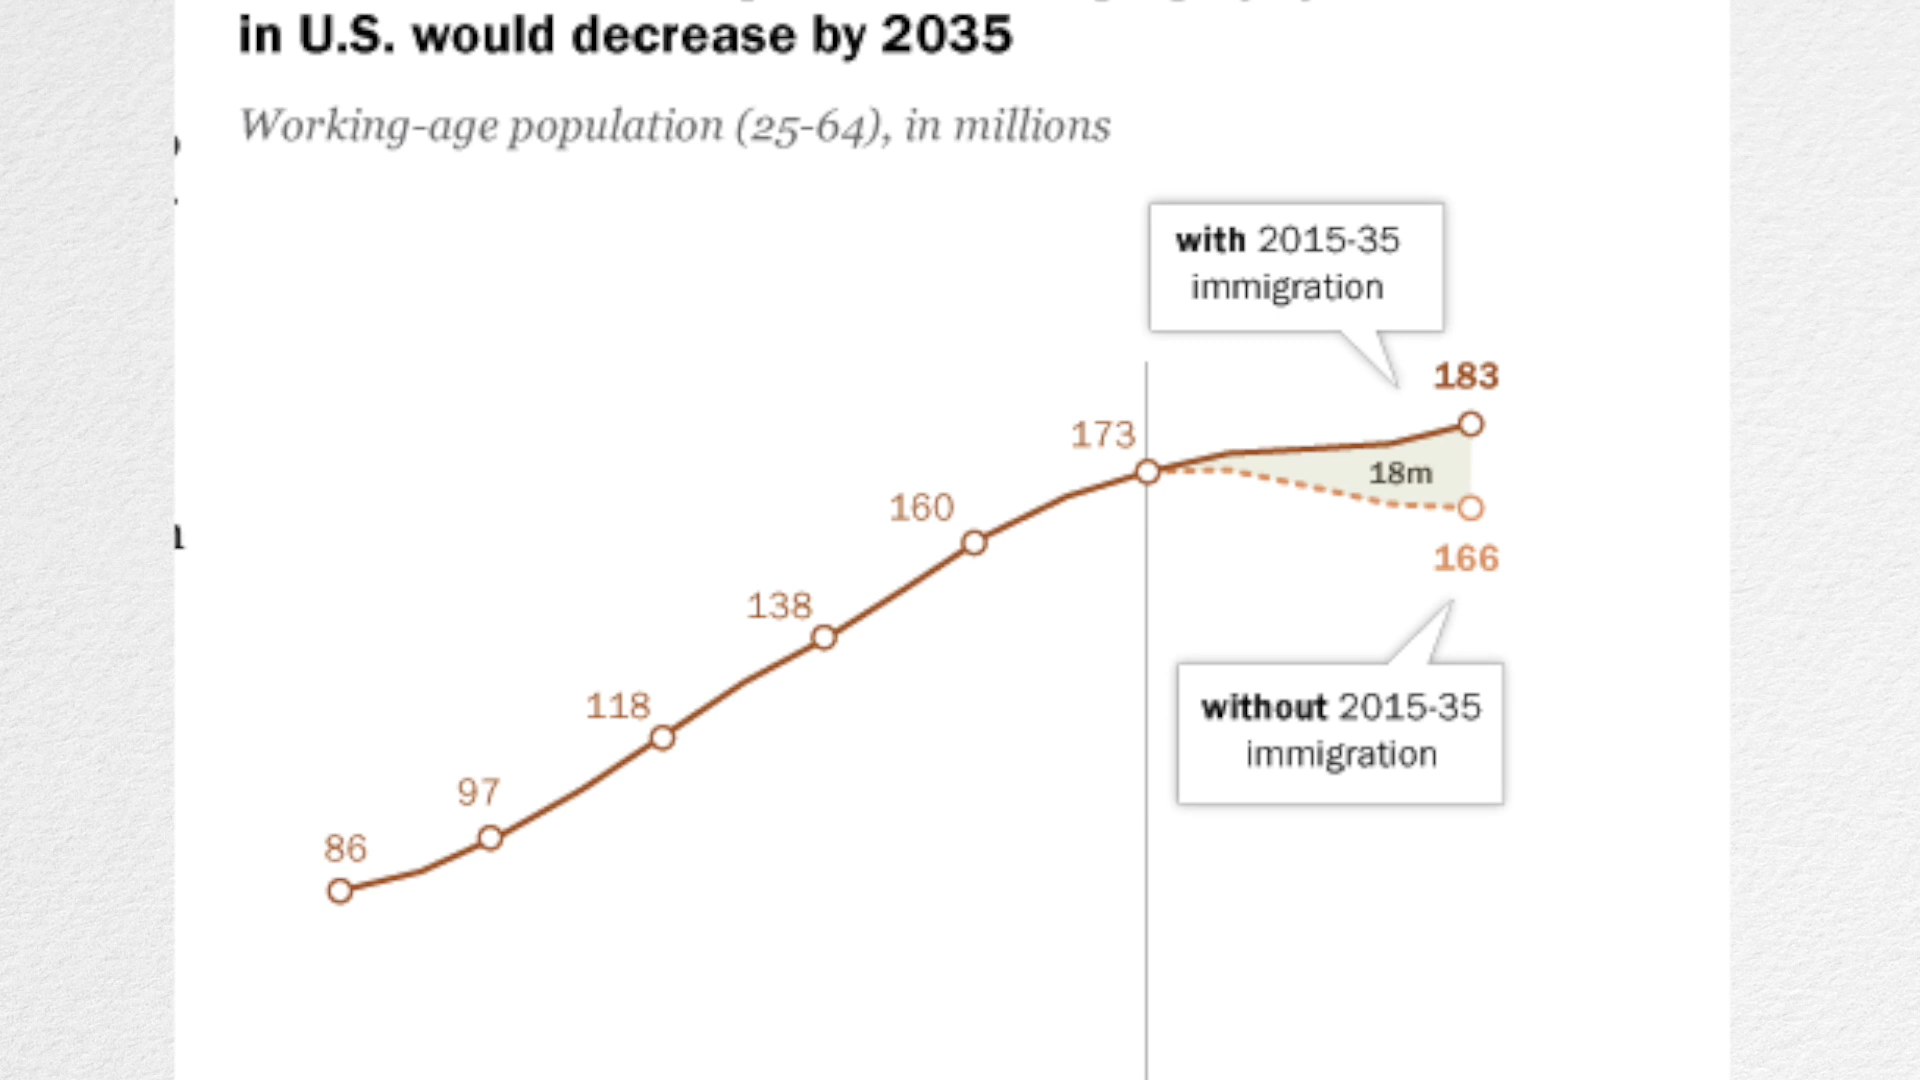 in U.S. would decrease by 2035
Working-age population (25-64), in millions
with 2015-35
immigration
183
173
18m
160
166
138
without 2015-35
immigration
118
97
86